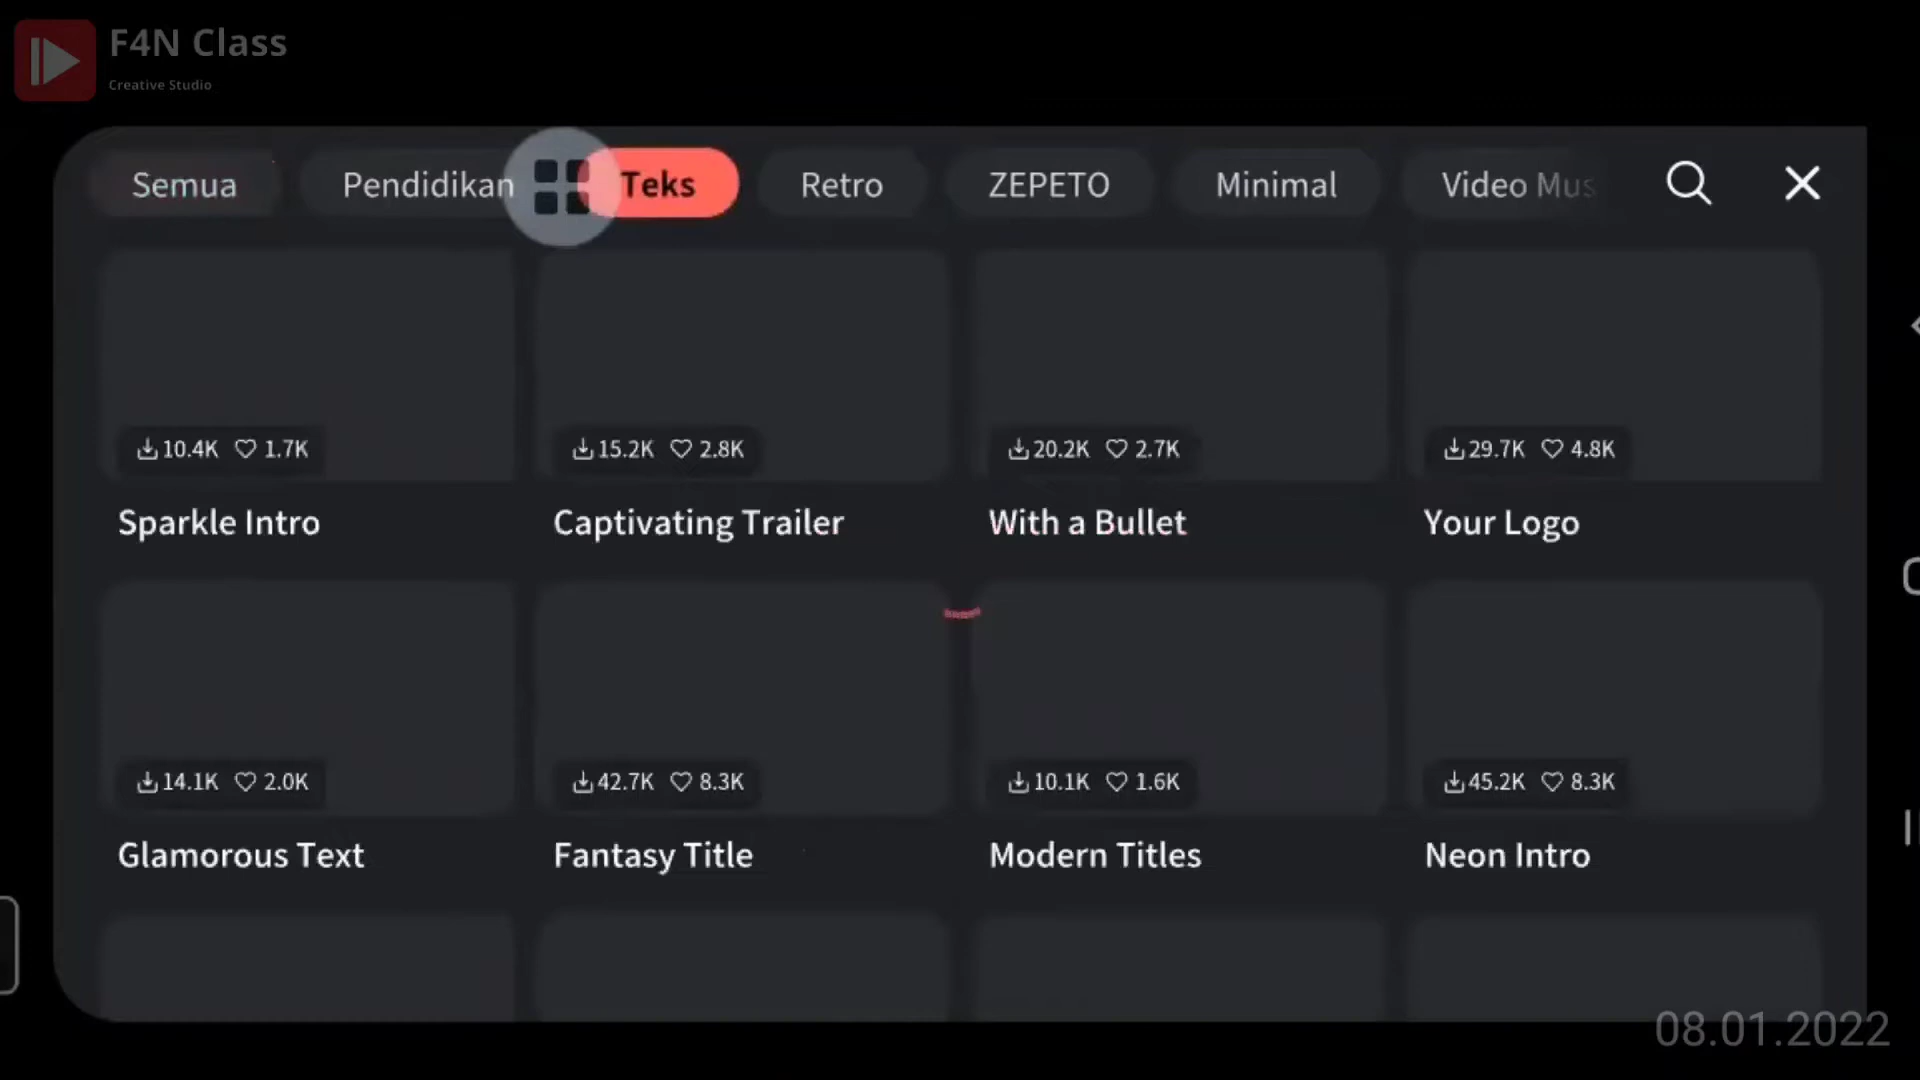 F4N Class
Creative Studio
Semua Pendidikan Teks Retro ZEPETO Minimal Video Mus
10.4K 1.7K 15.2K 2.8K 20.2K 2.7K 29.7K 4.8K
Sparkle Intro Captivating Trailer With a Bullet Your Logo
14.1K 2.0K 42.7K 8.3K 10.1K 1.6K 45.2K 8.3K
Glamorous Text Fantasy Title Modern Titles Neon Intro
08.01.2022